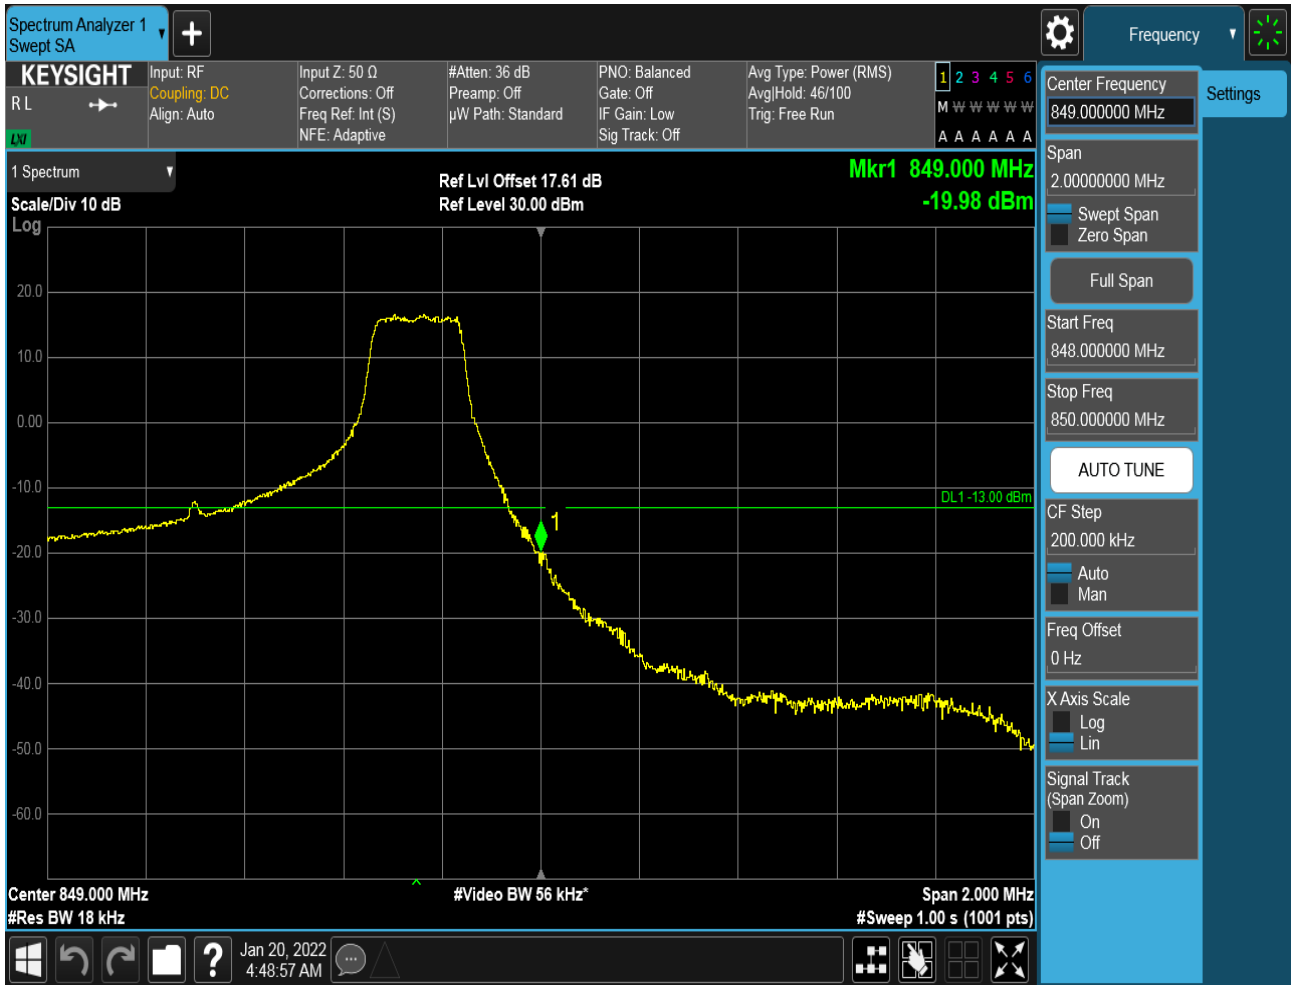 Spectrum Analyzer 1
Swept SA
Frequency
KEYSIGHT
R L
LXI
Input: RF
Coupling: DC
Align: Auto
Input Z: 50 Ω
Corrections: Off
Freq Ref: Int (S)
NFE: Adaptive
#Atten: 36 dB
Preamp: Off
µW Path: Standard
PNO: Balanced
Gate: Off
IF Gain: Low
Sig Track: Off
Avg Type: Power (RMS)
Avg|Hold: 46/100
Trig: Free Run
1 2 3 4 5 6
M W W W W W
A A A A A A
1 Spectrum
Scale/Div 10 dB
Log
Ref Lvl Offset 17.61 dB
Ref Level 30.00 dBm
Mkr1 849.000 MHz
-19.98 dBm
20.0
10.0
0.00
-10.0
-20.0
-30.0
-40.0
-50.0
-60.0
DL1 -13.00 dBm
1
Center 849.000 MHz
#Res BW 18 kHz
#Video BW 56 kHz*
Span 2.000 MHz
#Sweep 1.00 s (1001 pts)
Center Frequency
849.000000 MHz
Settings
Span
2.00000000 MHz
Swept Span
Zero Span
Full Span
Start Freq
848.000000 MHz
Stop Freq
850.000000 MHz
AUTO TUNE
CF Step
200.000 kHz
Auto
Man
Freq Offset
0 Hz
X Axis Scale
Log
Lin
Signal Track
(Span Zoom)
On
Off
?
Jan 20, 2022
4:48:57 AM